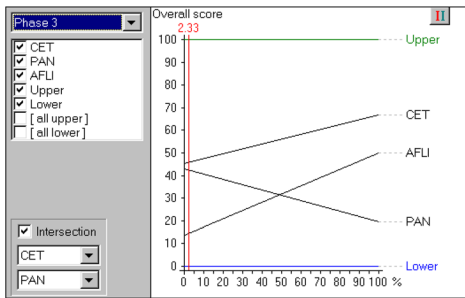 Phase 3
CET
PAN
AFLI
Upper
Lower
[ all upper ]
[ all lower ]
Intersection
CET
PAN
Overall score
2.33
II
100
90
80
70
60
50
40
30
20
10
0
Upper
CET
AFLI
PAN
Lower
0 10 20 30 40 50 60 70 80 90 100 %